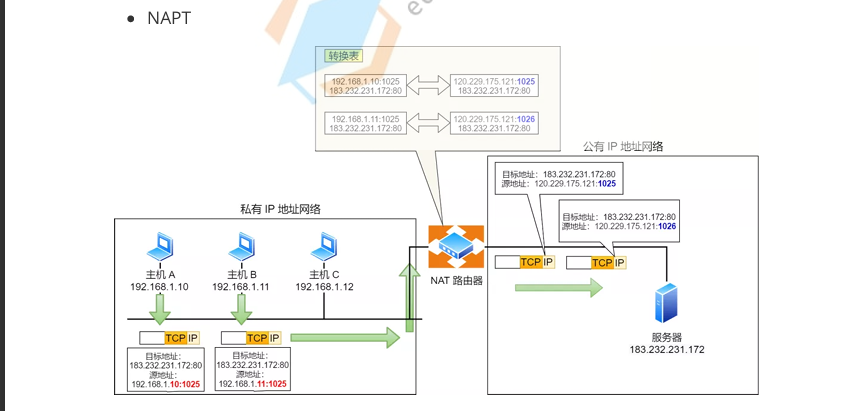 ● NAPT
转换表
192.168.1.10:1025
183.232.231.172:80
120.229.175.121:1025
183.232.231.172:80
192.168.1.11:1025
183.232.231.172:80
120.229.175.121:1026
183.232.231.172:80
公有 IP 地址网络
目标地址：183.232.231.172:80
源地址：120.229.175.121:1025
目标地址：183.232.231.172:80
源地址：120.229.175.121:1026
私有 IP 地址网络
主机 A
192.168.1.10
主机 B
192.168.1.11
主机 C
192.168.1.12
NAT 路由器
TCP IP
TCP IP
TCP IP
TCP IP
目标地址：
183.232.231.172:80
源地址：
192.168.1.10:1025
目标地址：
183.232.231.172:80
源地址：
192.168.1.11:1025
服务器
183.232.231.172